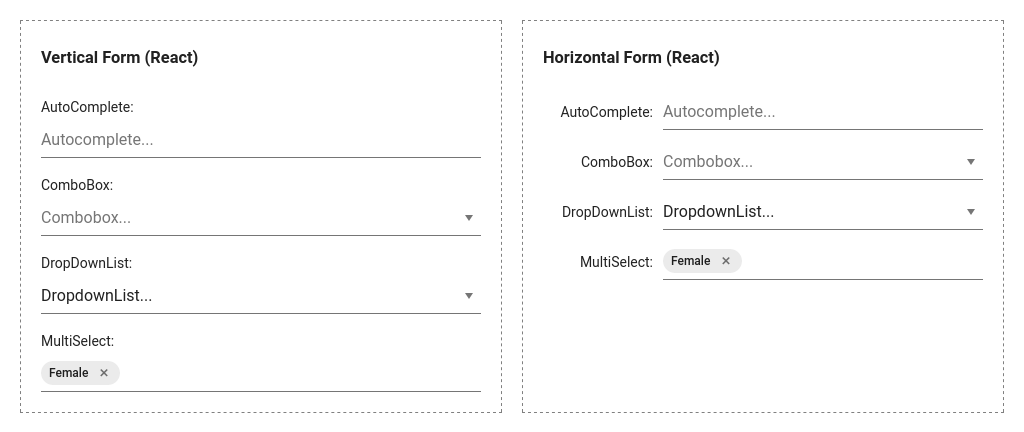 Vertical Form (React)
AutoComplete:
Autocomplete...
ComboBox:
Combobox...
DropDownList:
DropdownList...
MultiSelect:
Female ✕
Horizontal Form (React)
AutoComplete: Autocomplete...
ComboBox: Combobox...
DropDownList: DropdownList...
MultiSelect: Female ✕